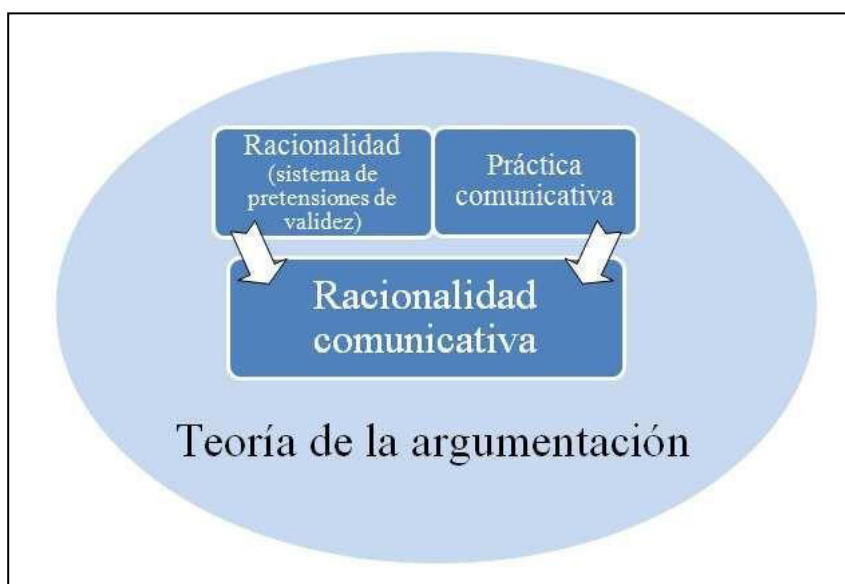 Racionalidad
(sistema de
pretensiones de
validez)
Práctica
comunicativa
Racionalidad
comunicativa
Teoría de la argumentación